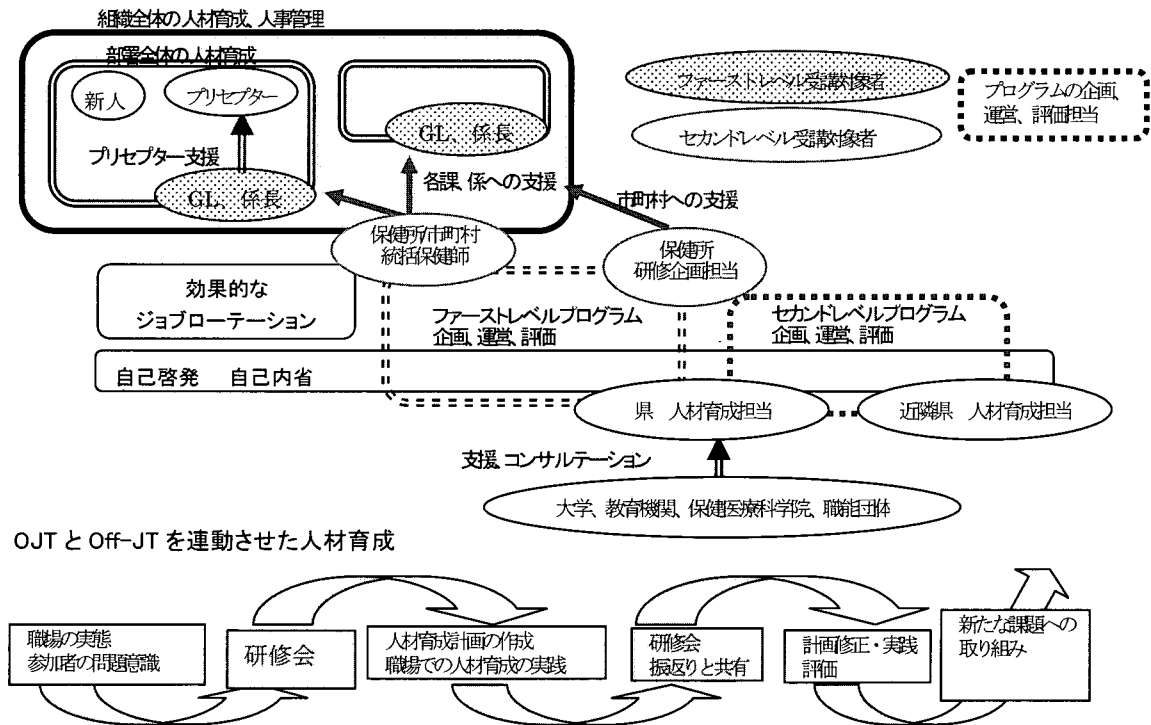 組織全体の人材育成、人事管理
部署全体の人材育成
新人
プリセプター
プリセプター支援
GL、係長
GL、係長
各課、係への支援
ファーストレベル受講対象者
セカンドレベル受講対象者
プログラムの企画、
運営、評価担当
市町村への支援
保健所/市町村
統括保健師
保健所
研修企画担当
効果的な
ジョブローテーション
ファーストレベルプログラム
企画、運営、評価
セカンドレベルプログラム
企画、運営、評価
自己啓発　自己内省
県　人材育成担当
近隣県　人材育成担当
支援、コンサルテーション
大学、教育機関、保健医療科学院、職能団体
OJT と Off-JT を連動させた人材育成
職場の実態
参加者の問題意識
研修会
人材育成計画の作成
職場での人材育成の実践
研修会
振返りと共有
計画修正・実践
評価
新たな課題への
取り組み